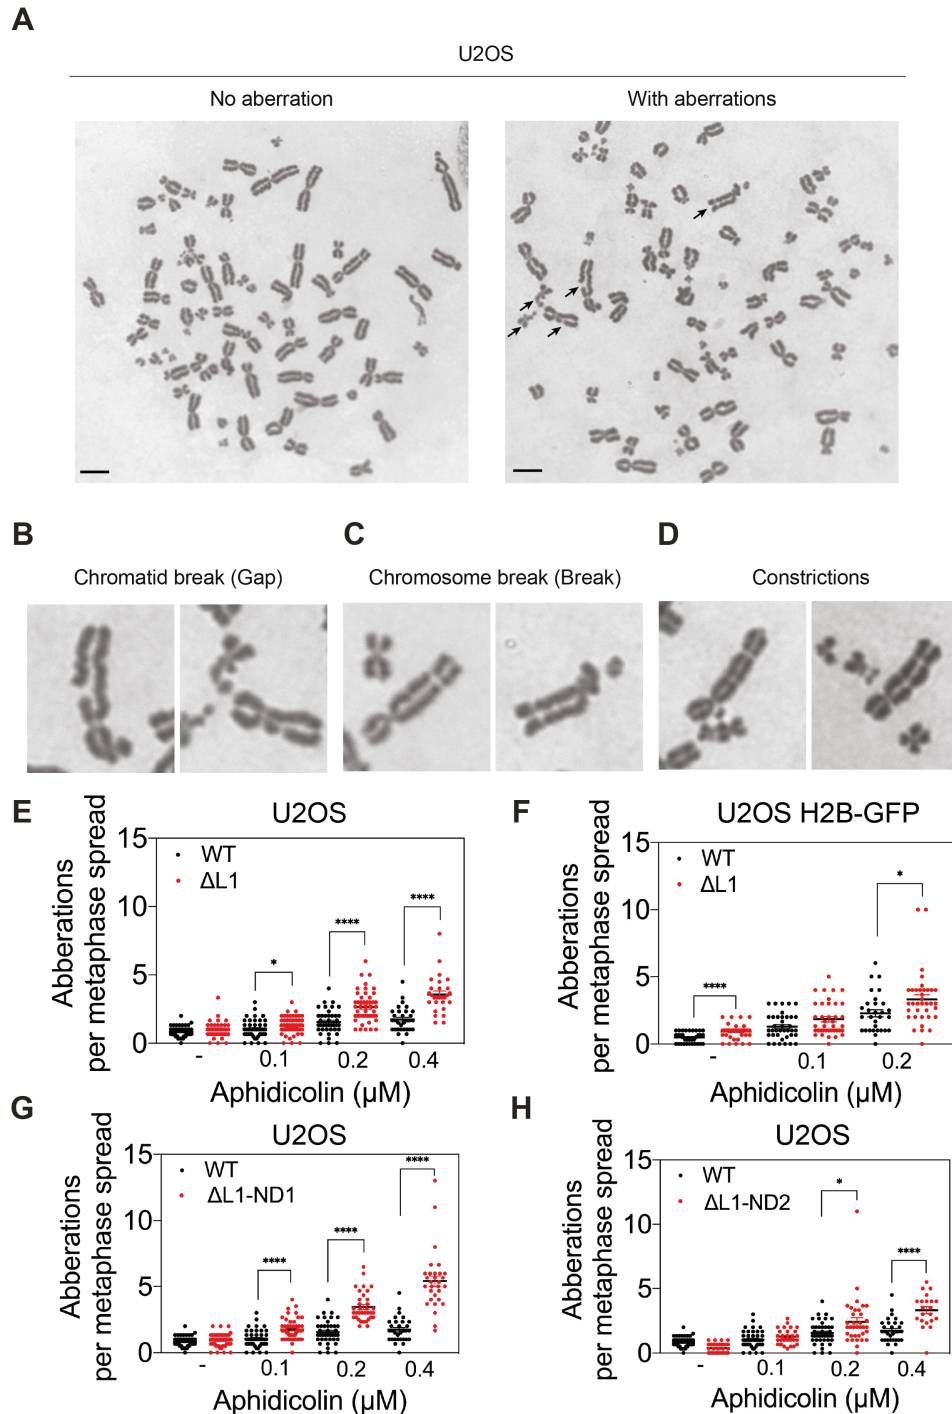 A
U2OS
No aberration
With aberrations
B
C
D
Chromatid break (Gap)
Chromosome break (Break)
Constrictions
E
U2OS
Abberations
per metaphase spread
15
10
5
0
WT
ΔL1
*
****
****
-
0.1
0.2
0.4
Aphidicolin (μM)
F
U2OS H2B-GFP
Abberations
per metaphase spread
15
10
5
0
WT
ΔL1
****
*
-
0.1
0.2
Aphidicolin (μM)
G
U2OS
Abberations
per metaphase spread
15
10
5
0
WT
ΔL1-ND1
****
****
****
-
0.1
0.2
0.4
Aphidicolin (μM)
H
U2OS
Abberations
per metaphase spread
15
10
5
0
WT
ΔL1-ND2
*
****
-
0.1
0.2
0.4
Aphidicolin (μM)